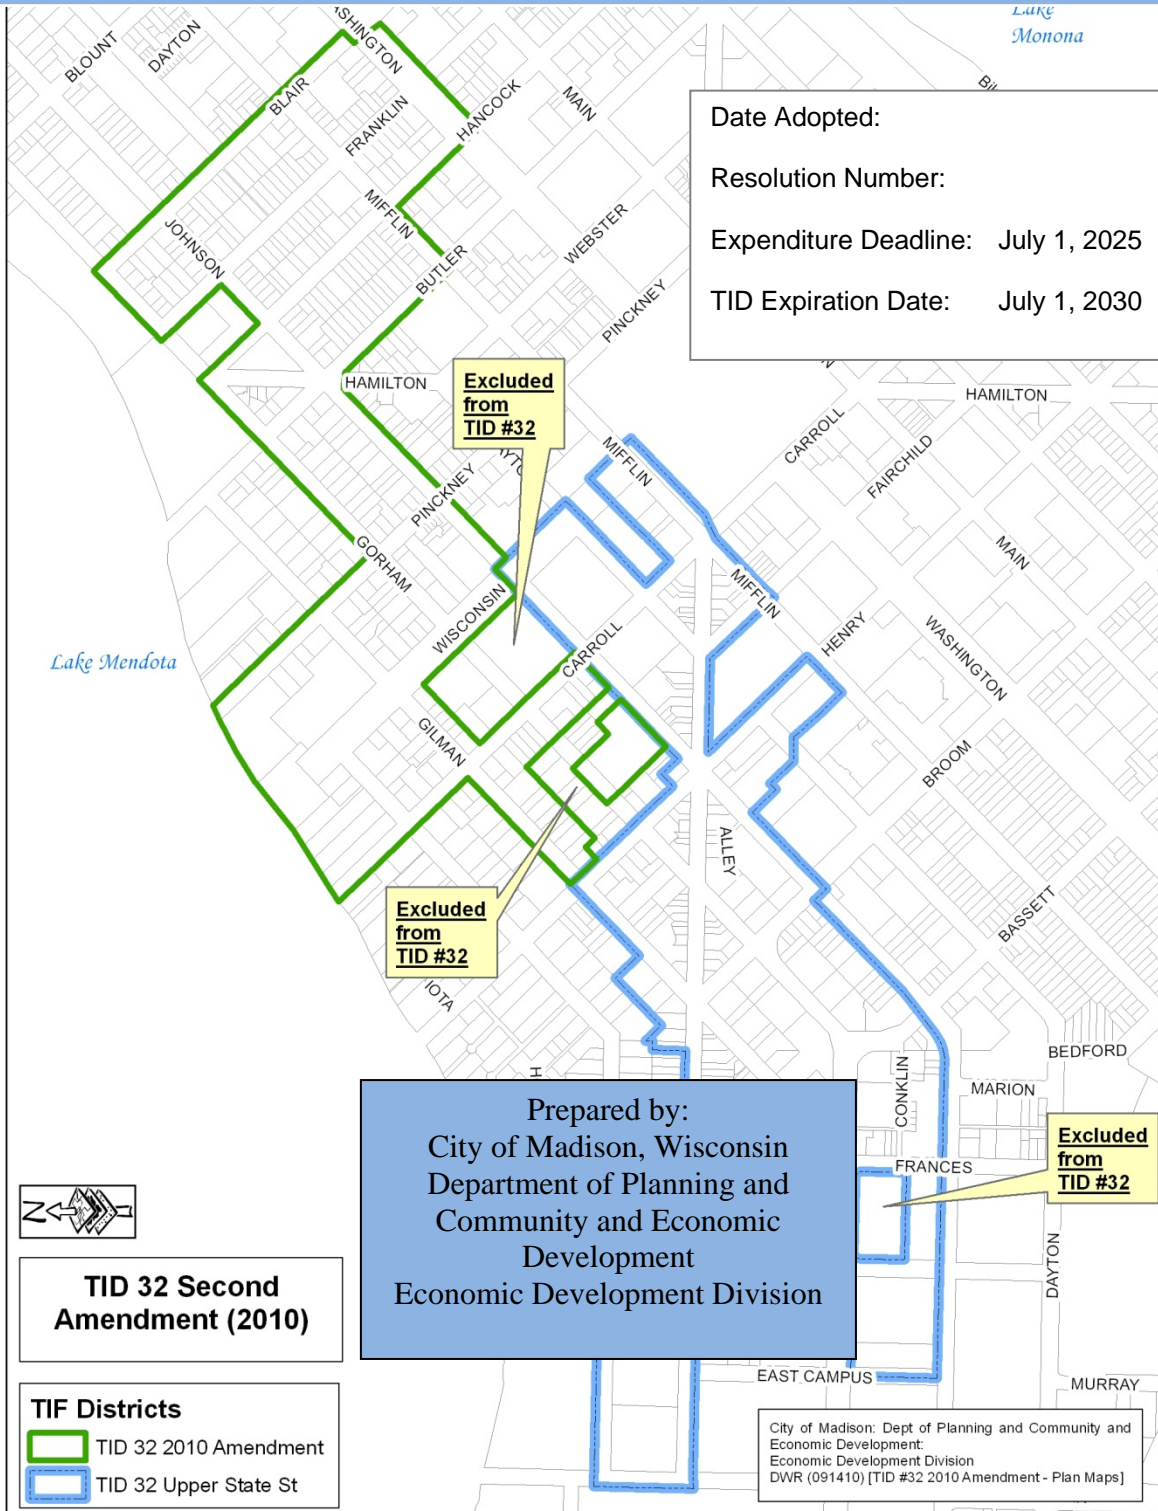 Lake
Monona
BLOUNT
DAYTON
WASHINGTON
BLAIR
FRANKLIN
HANCOCK
MAIN
MIFFLIN
JOHNSON
BUTLER
WEBSTER
PINCKNEY
HAMILTON
Date Adopted:
Resolution Number:
Expenditure Deadline: July 1, 2025
TID Expiration Date: July 1, 2030
Excluded
from
TID #32
HAMILTON
CARROLL
FAIRCHILD
MIFFLIN
PINCKNEY
GORHAM
MAIN
MIFFLIN
WISCONSIN
HENRY
WASHINGTON
CARROLL
Lake Mendota
GILMAN
BROOM
ALLEY
BASSETT
Excluded
from
TID #32
IOTA
BEDFORD
CONKLIN
MARION
FRANCES
Excluded
from
TID #32
DAYTON
Prepared by:
City of Madison, Wisconsin
Department of Planning and
Community and Economic
Development
Economic Development Division
N
TID 32 Second
Amendment (2010)
EAST CAMPUS
MURRAY
TIF Districts
TID 32 2010 Amendment
TID 32 Upper State St
City of Madison: Dept of Planning and Community and
Economic Development:
Economic Development Division
DWR (091410) [TID #32 2010 Amendment - Plan Maps]